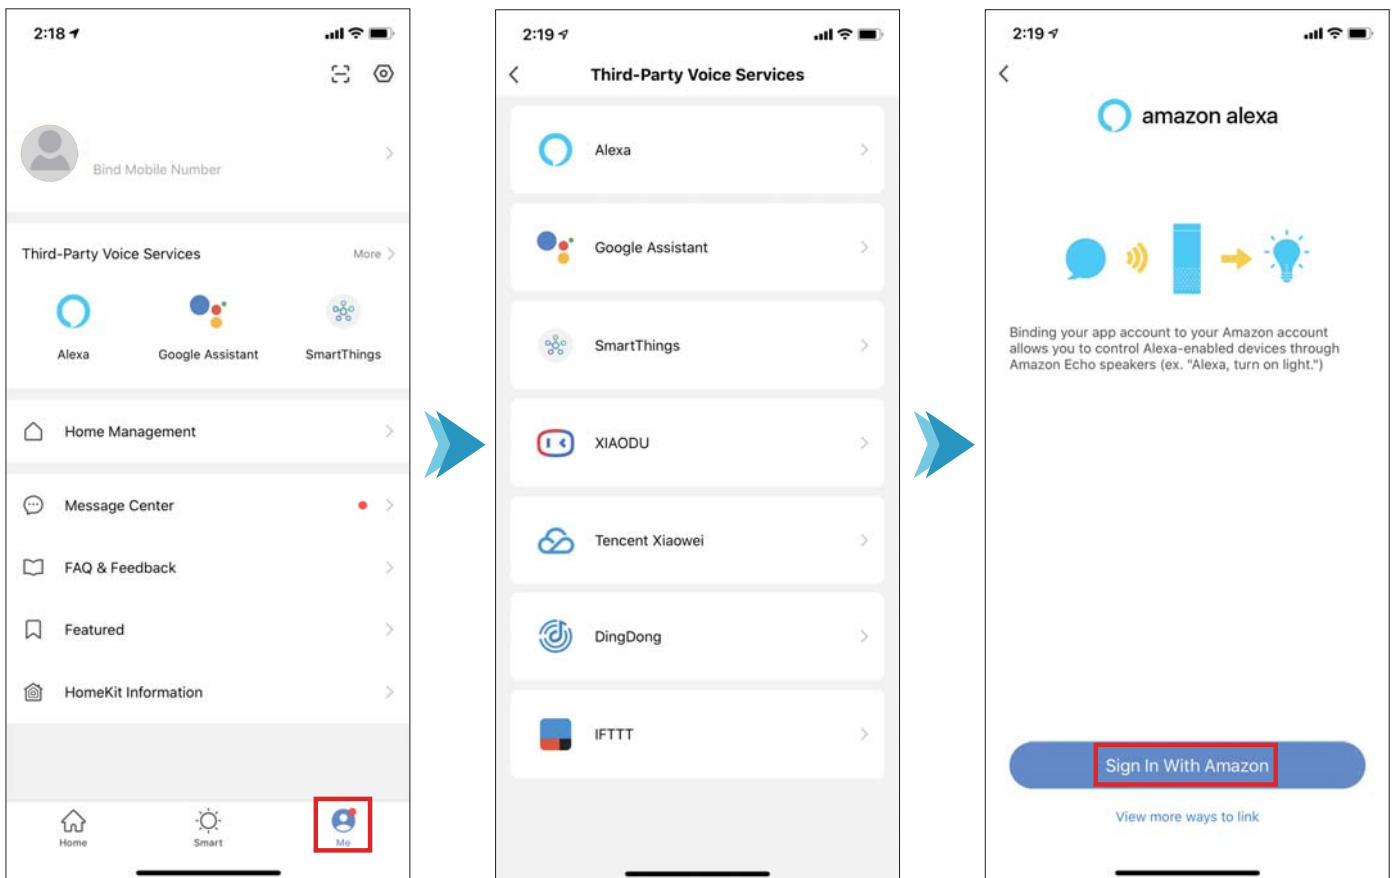 2:18
Bind Mobile Number
Third-Party Voice Services
More
Alexa
Google Assistant
SmartThings
Home Management
Message Center
FAQ & Feedback
Featured
HomeKit Information
Home
Smart
Me
2:19
Third-Party Voice Services
Alexa
Google Assistant
SmartThings
XIAODU
Tencent Xiaowei
DingDong
IFTTT
2:19
amazon alexa
Binding your app account to your Amazon account
allows you to control Alexa-enabled devices through
Amazon Echo speakers (ex. "Alexa, turn on light.")
Sign In With Amazon
View more ways to link